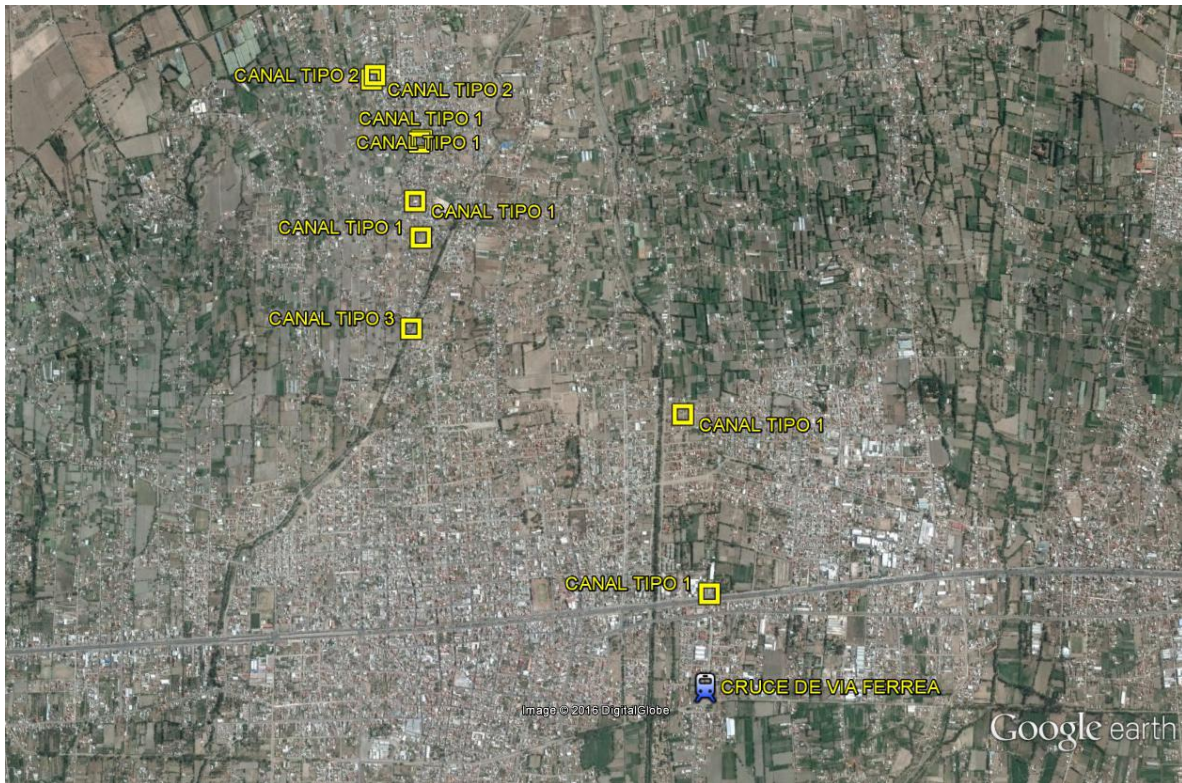 CANAL TIPO 2
CANAL TIPO 2
CANAL TIPO 1
CANAL TIPO 1
CANAL TIPO 1
CANAL TIPO 1
CANAL TIPO 3
CANAL TIPO 1
CANAL TIPO 1
CRUCE DE VIA FERREA
Image © 2016 DigitalGlobe
Google earth